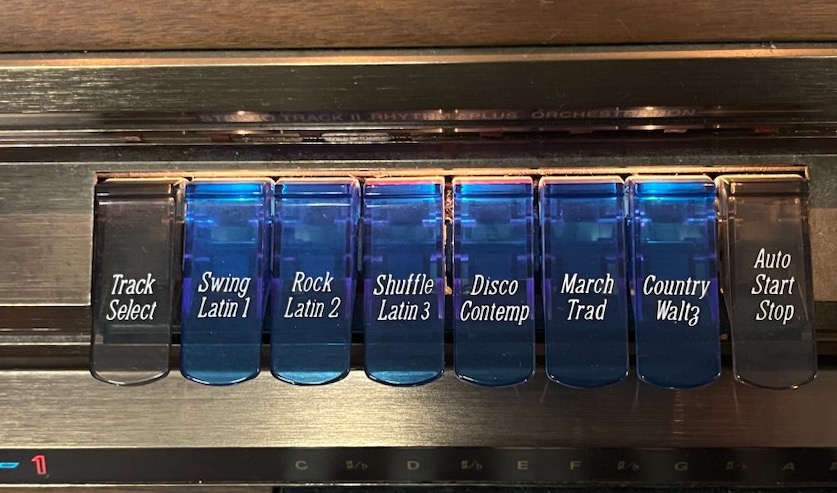 STEREO TRACK II RHYTHM PLUS ORCHESTRATION
Track
Select
Swing
Latin 1
Rock
Latin 2
Shuffle
Latin 3
Disco
Contemp
March
Trad
Country
Waltz
Auto
Start
Stop
1
C ♯/♭ D ♯/♭ E F ♯/♭ G ♯/♭ A